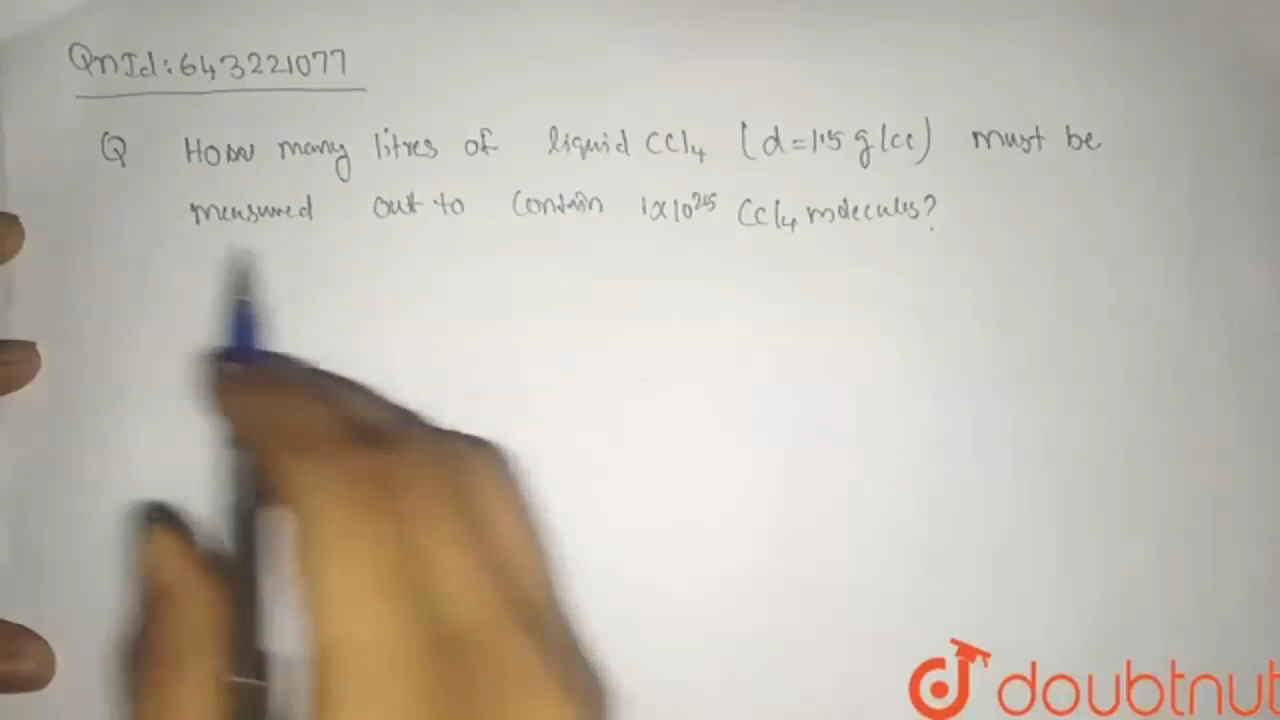 QnId:643221077
Q How many litres of liquid CCl4 (d=1.5 g/cc) must be
measured out to contain 1x10^25 CCl4 molecules?
doubtnut